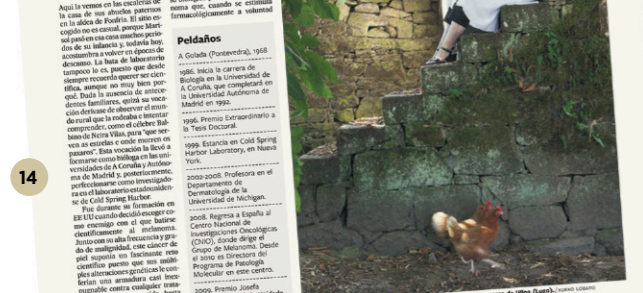 Aquí la vemos en las escaleras de
la casa de sus abuelos paternos
en la aldea de Fonfría. El sitio es-
cogido no es casual, porque Mari-
sol pasó en esa casa muchos perio-
dos de su infancia y, todavía hoy,
acostumbra a volver en épocas de
descanso. La bata de laboratorio
tampoco lo es, puesto que desde
siempre recuerda querer ser cien-
tífica, aunque no muy bien por-
qué. Dada la ausencia de antece-
dentes familiares, quizá su voca-
ción derivase de observar el mun-
do rural que la rodeaba e intentar
comprender, como el célebre Bal-
bino de Neira Vilas, para "que ser-
ven as estrelas e onde morren os
paxaros". Esta vocación la llevó a
formarse como bióloga en las uni-
versidades de A Coruña y Autóno-
ma de Madrid y, posteriormente,
perfeccionarse como investigado-
ra en el laboratorio estadouniden-
se de Cold Spring Harbor.
Fue durante su formación en
EE UU cuando decidió escoger co-
mo enemigo con el que batirse
científicamente al melanoma.
Junto con su alta frecuencia y gra-
do de malignidad, este cáncer de
piel suponía un fascinante reto
científico puesto que sus múlti-
ples alteraciones genéticas le con-
ferían una armadura casi inex-
pugnable contra cualquier trata-
noma que, cuando se estimula
farmacológicamente a voluntad
Peldaños
A Golada (Pontevedra), 1968
1986. Inicia la carrera de
Biología en la Universidad de
A Coruña, que completará en
la Universidad Autónoma de
Madrid en 1992.
1996. Premio Extraordinario a
la Tesis Doctoral.
1999. Estancia en Cold Spring
Harbor Laboratory, en Nueva
York.
2002-2008. Profesora en el
Departamento de
Dermatología de la
Universidad de Michigan.
2008. Regresa a España al
Centro Nacional de
Investigaciones Oncológicas
(CNIO), donde dirige el
Grupo de Melanoma. Desde
el 2010 es Directora del
Programa de Patología
Molecular en este centro.
2009. Premio Josefa
(Lugo). / XURXO LOBATO
14